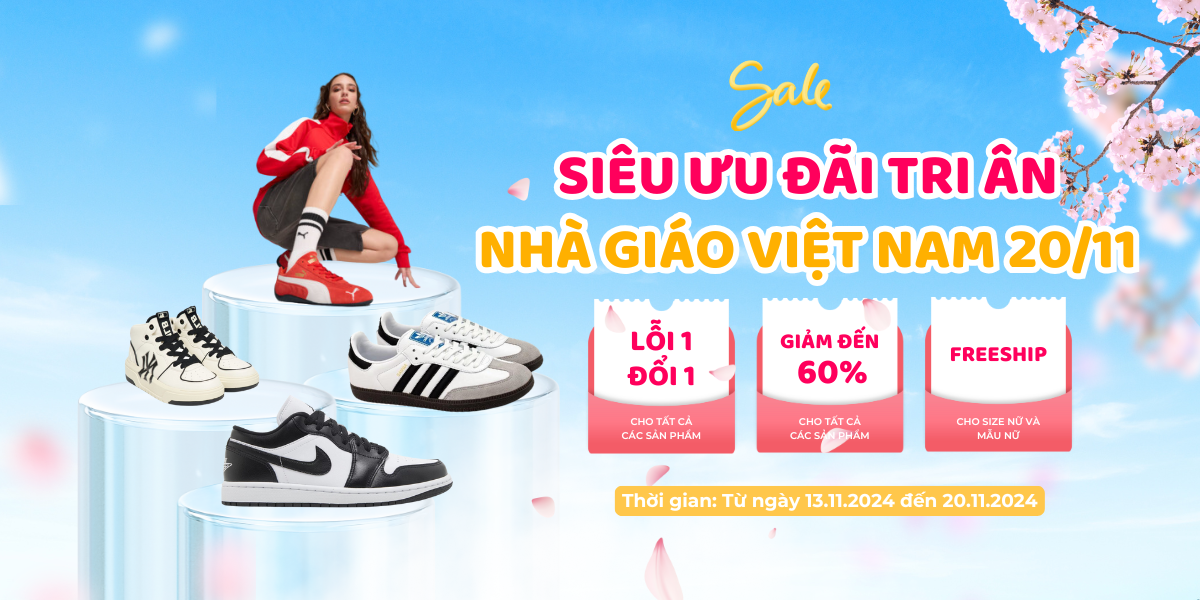 Sale
SIÊU ƯU ĐÃI TRI ÂN
NHÀ GIÁO VIỆT NAM 20/11
LỖI 1
ĐỔI 1
CHO TẤT CẢ
CÁC SẢN PHẨM
GIẢM ĐẾN
60%
CHO TẤT CẢ
CÁC SẢN PHẨM
FREESHIP
CHO SIZE NỮ VÀ
MẪU NỮ
Thời gian: Từ ngày 13.11.2024 đến 20.11.2024